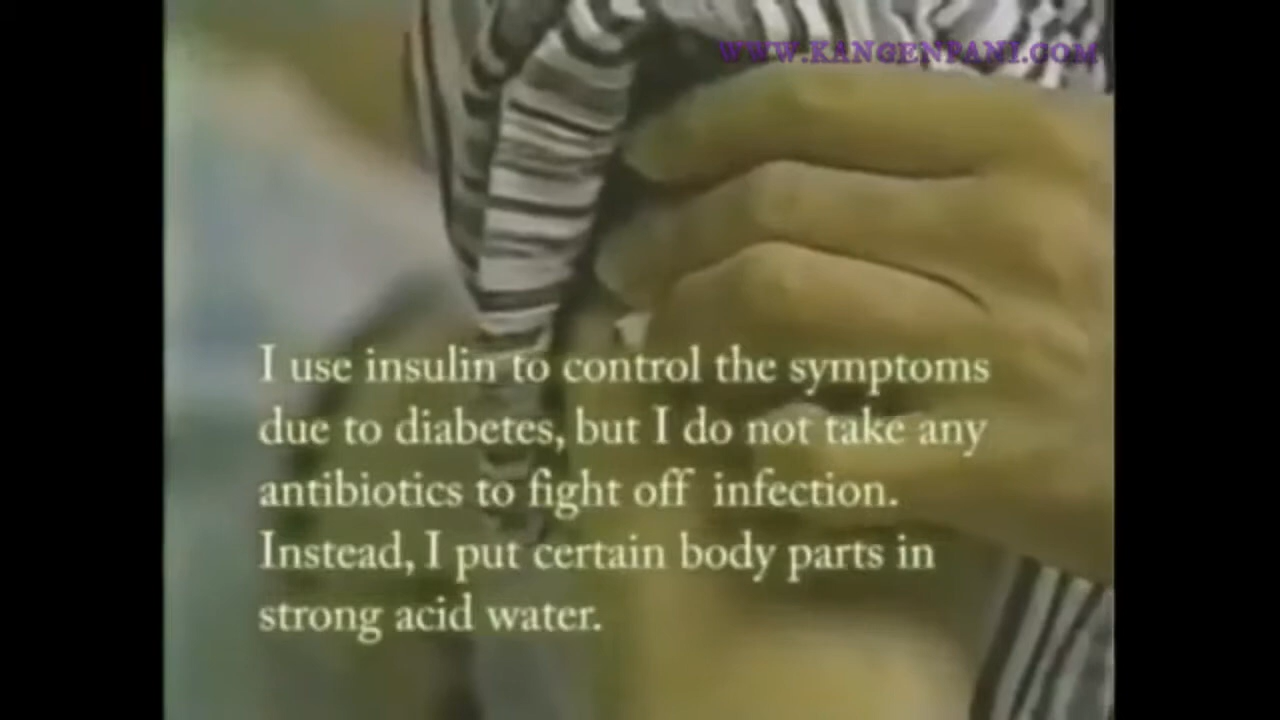 WWW.KANGENPANI.COM
I use insulin to control the symptoms
due to diabetes, but I do not take any
antibiotics to fight off infection.
Instead, I put certain body parts in
strong acid water.